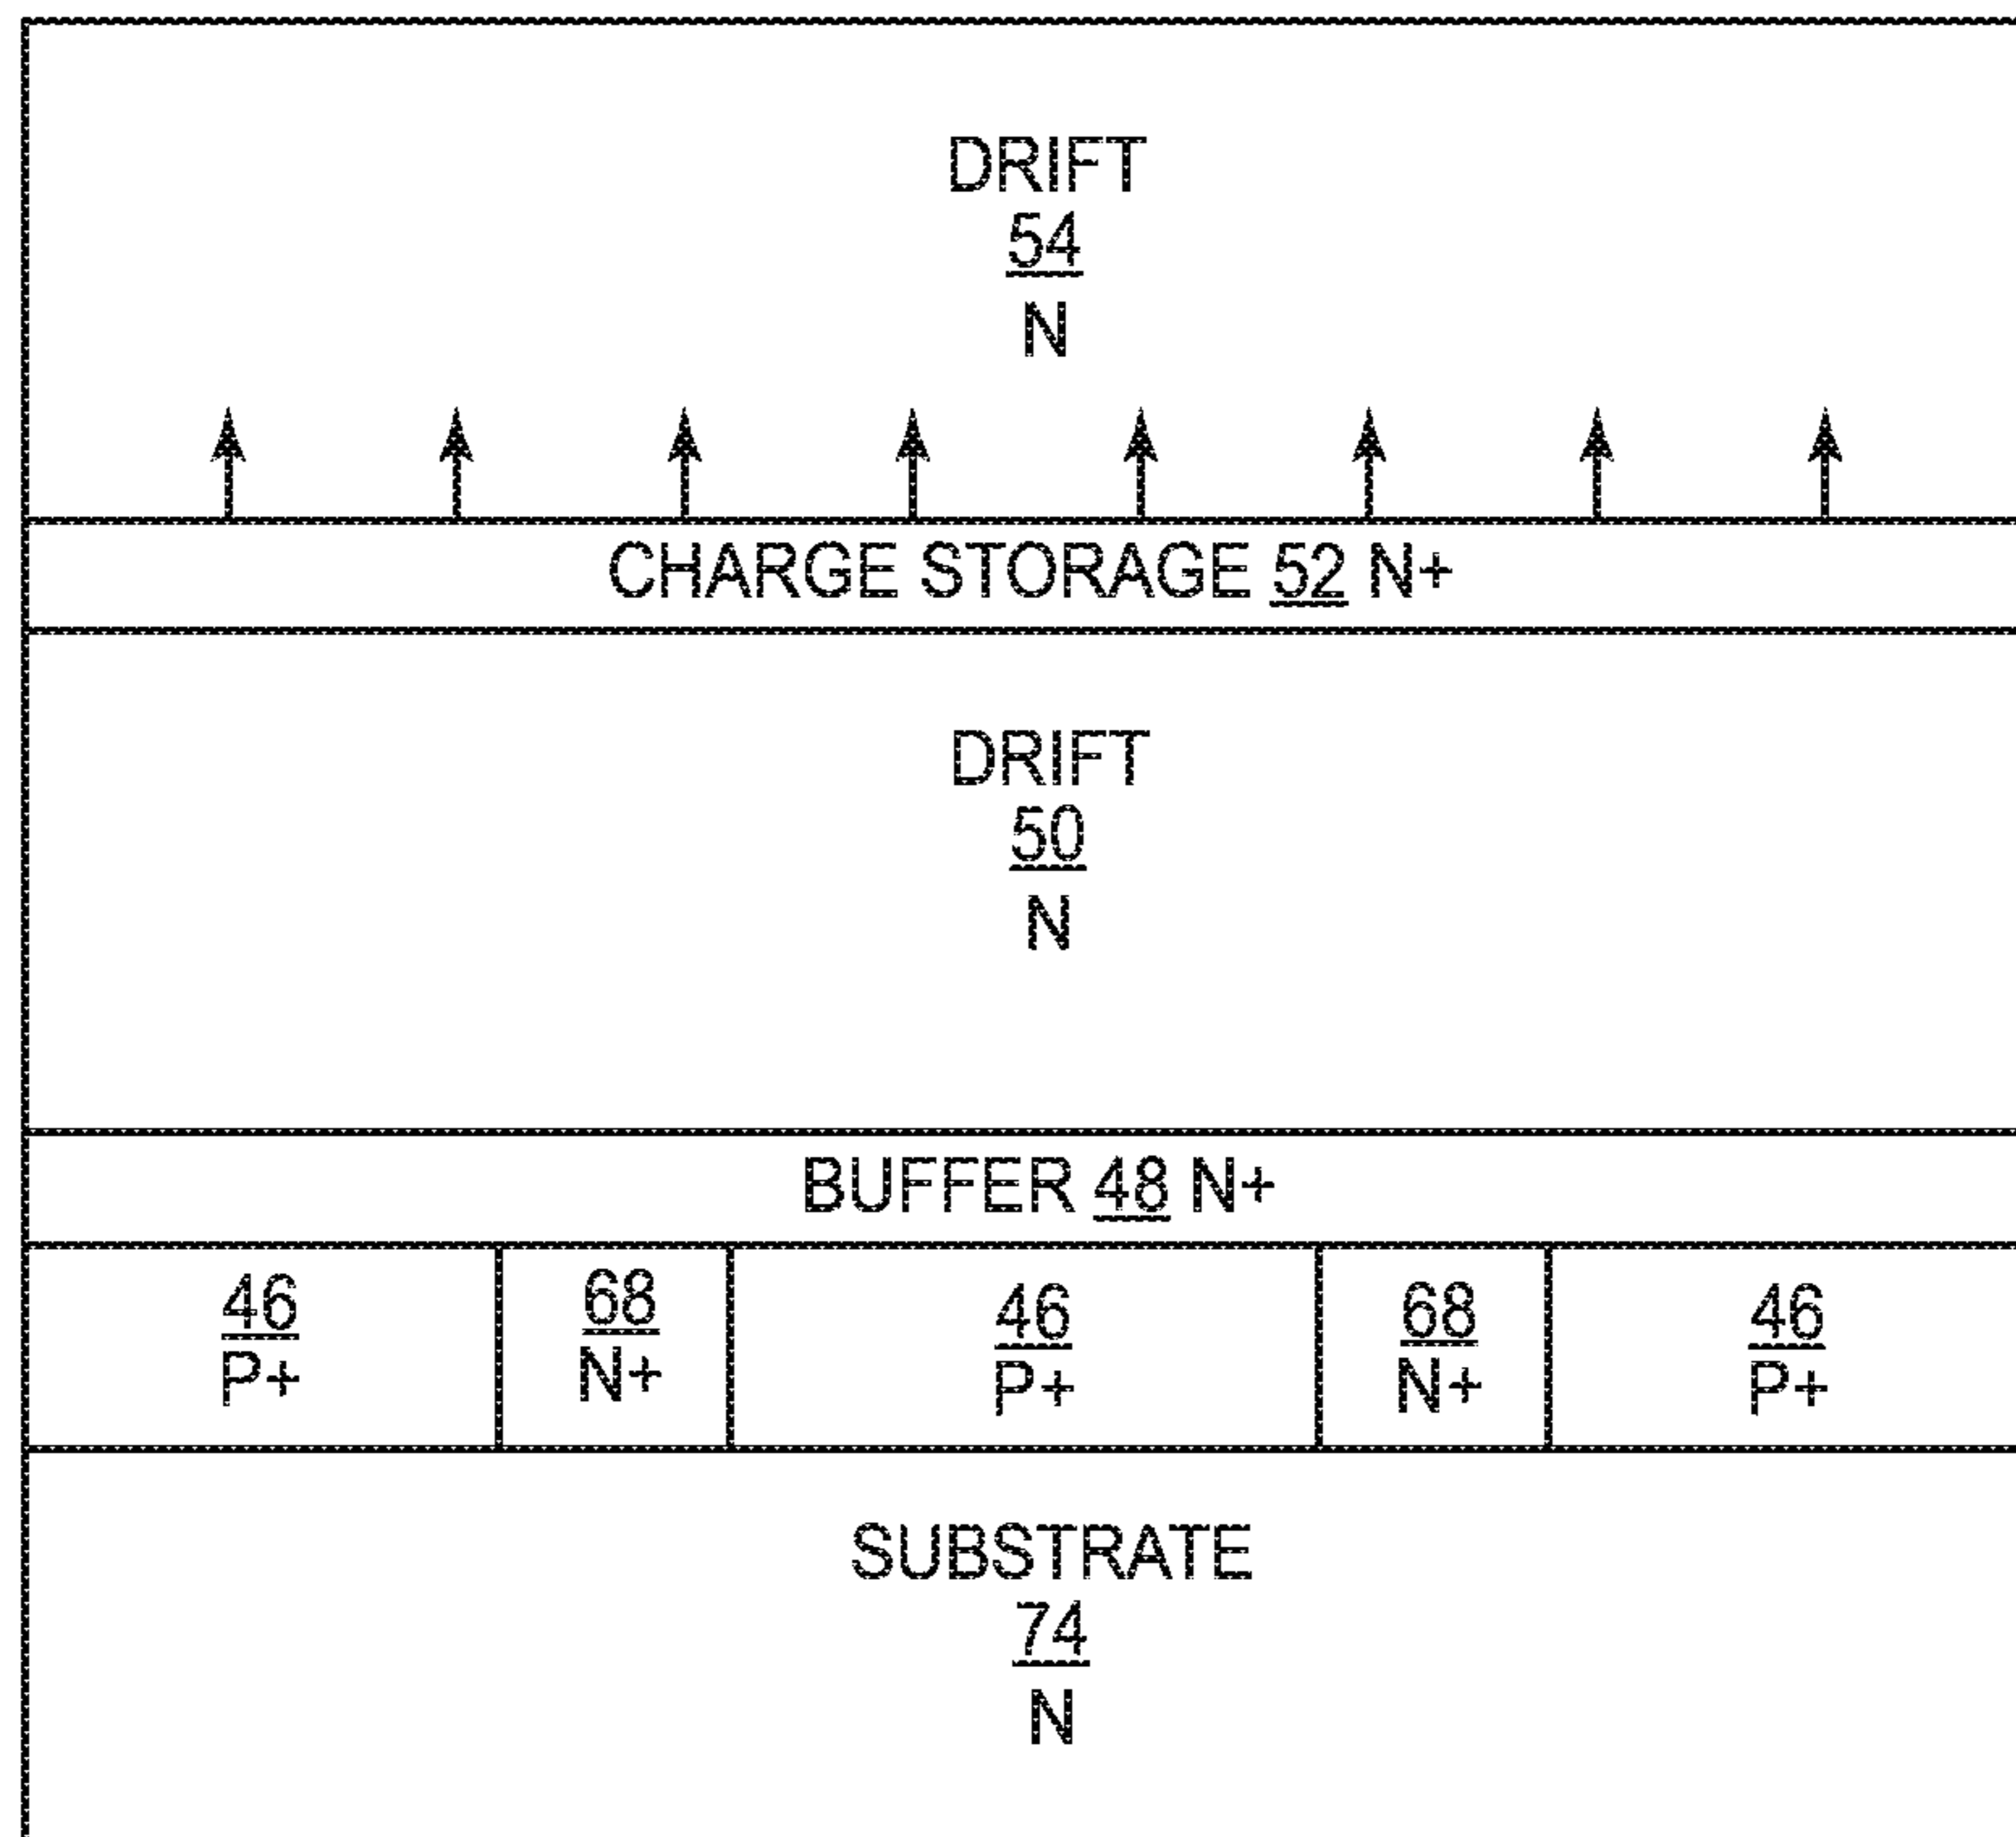 DRIFT
54
N
CHARGE STORAGE 52 N+
DRIFT
50
N
BUFFER 48 N+
46 68 46 68 46
P+ N+ P+ N+ P+
SUBSTRATE
74
N